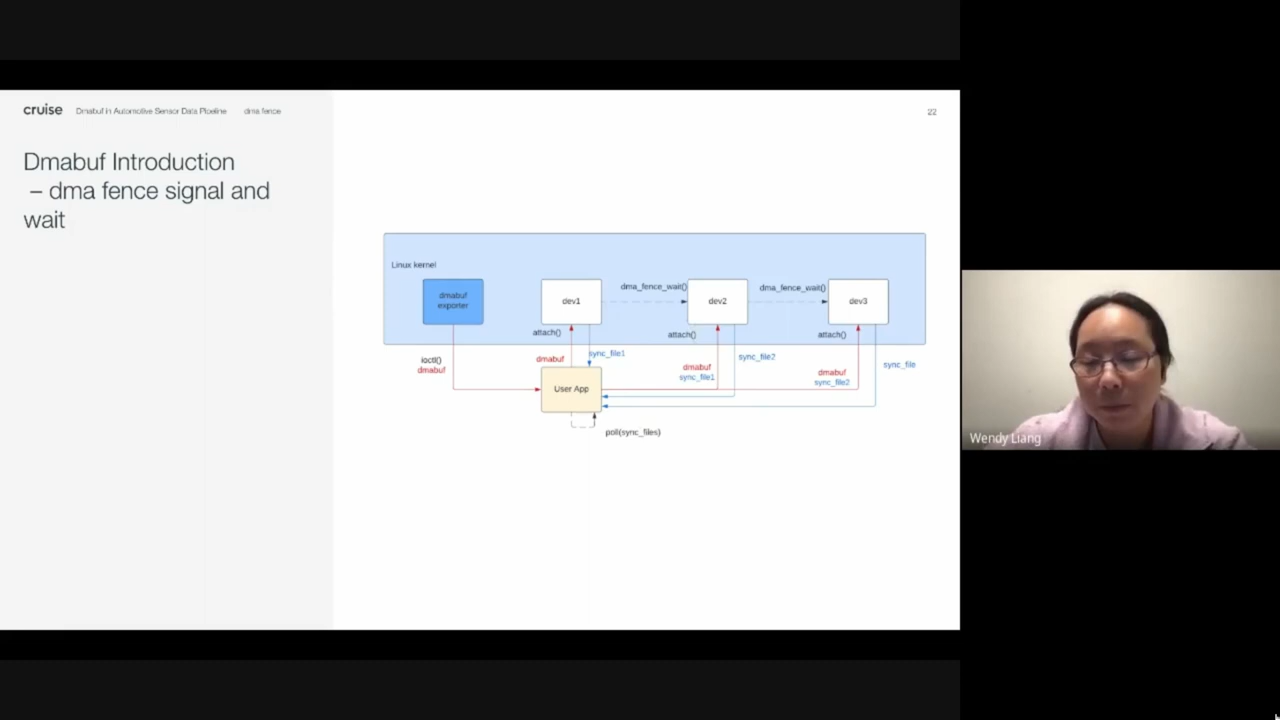 cruise Dmabuf in Automotive Sensor Data Pipeline dma fence 22
Dmabuf Introduction
– dma fence signal and
wait
Linux kernel
dmabuf
exporter
dev1
dma_fence_wait()
dev2
dma_fence_wait()
dev3
attach()
attach()
attach()
ioctl()
dmabuf
dmabuf
sync_file1
dmabuf
sync_file1
sync_file2
dmabuf
sync_file2
sync_file
User App
poll(sync_files)
Wendy Liang